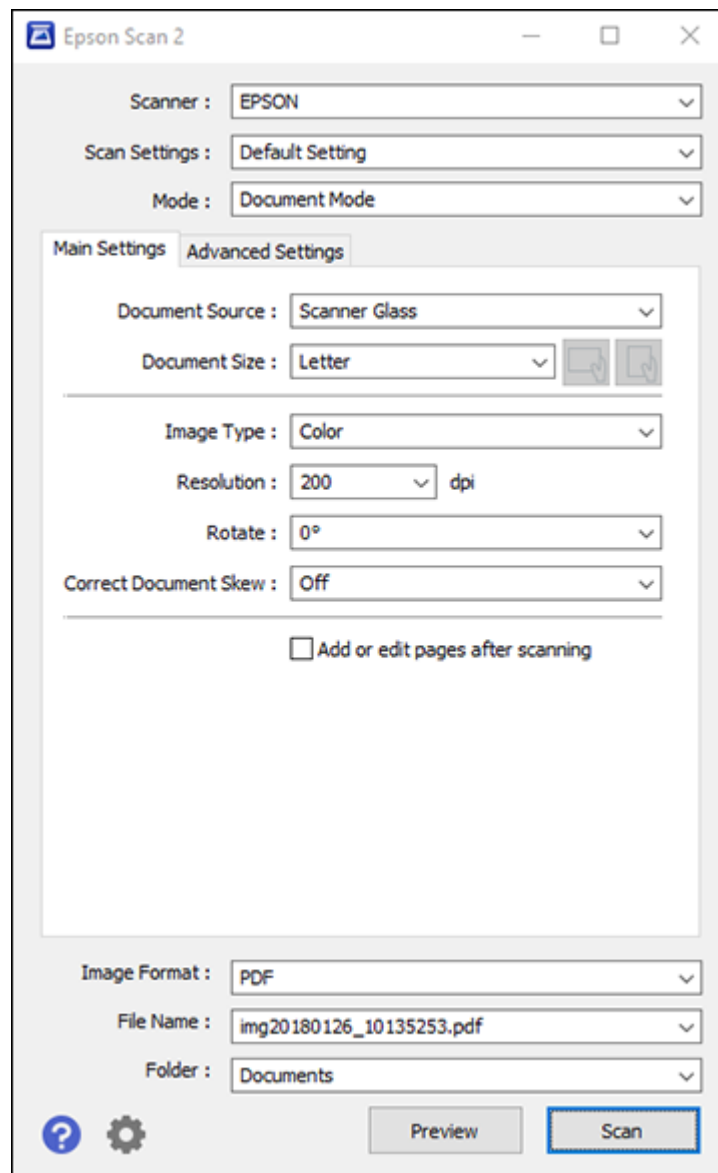 Epson Scan 2
Scanner : EPSON
Scan Settings : Default Setting
Mode : Document Mode
Main Settings Advanced Settings
Document Source : Scanner Glass
Document Size : Letter
Image Type : Color
Resolution : 200 dpi
Rotate : 0°
Correct Document Skew : Off
Add or edit pages after scanning
Image Format : PDF
File Name : img20180126_10135253.pdf
Folder : Documents
? Preview Scan